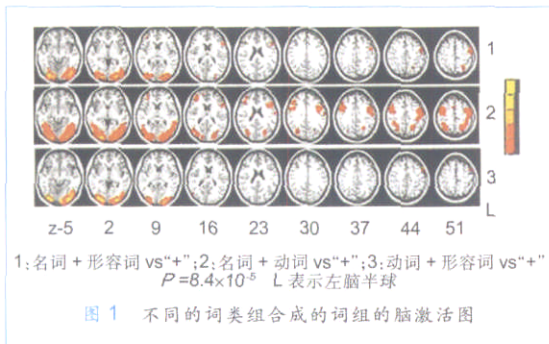 1
2
3
L
z-5 2 9 16 23 30 37 44 51
1:名词 + 形容词 vs“+”;2:名词 + 动词 vs“+”;3:动词 + 形容词 vs“+”
P =8.4×10⁻⁵ L 表示左脑半球
图 1 不同的词类组合成的词组的脑激活图